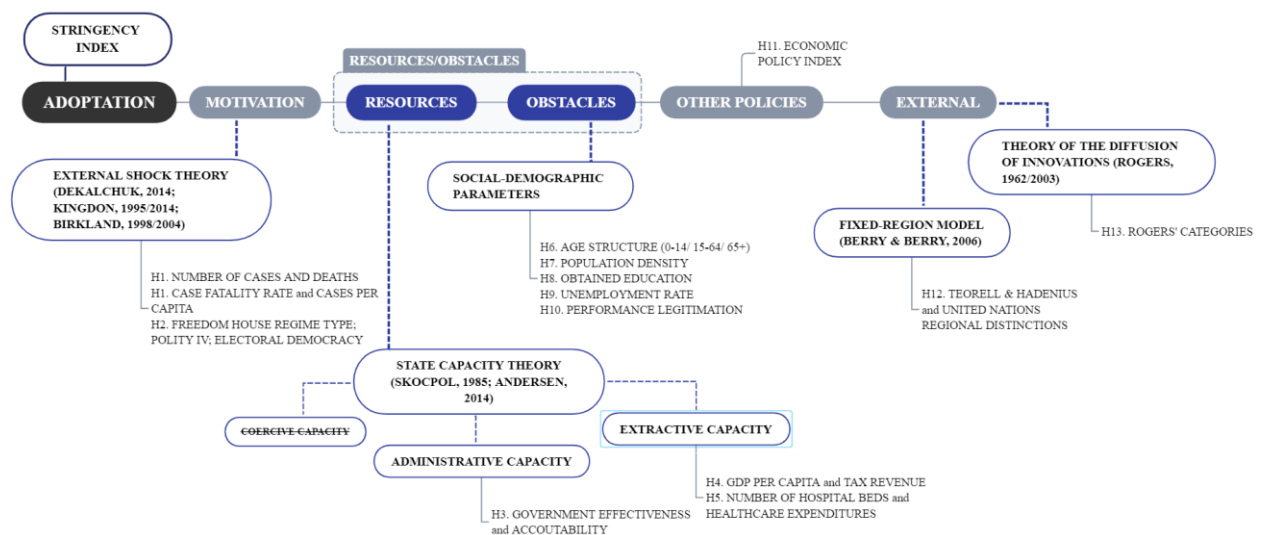 STRINGENCY
INDEX
ADOPTATION
MOTIVATION
RESOURCES/OBSTACLES
RESOURCES
OBSTACLES
H11. ECONOMIC
POLICY INDEX
OTHER POLICIES
EXTERNAL
EXTERNAL SHOCK THEORY
(DEKALCHUK, 2014;
KINGDON, 1995/2014;
BIRKLAND, 1998/2004)
H1. NUMBER OF CASES AND DEATHS
H1. CASE FATALITY RATE and CASES PER
CAPITA
H2. FREEDOM HOUSE REGIME TYPE;
POLITY IV; ELECTORAL DEMOCRACY
SOCIAL-DEMOGRAPHIC
PARAMETERS
H6. AGE STRUCTURE (0-14/ 15-64/ 65+)
H7. POPULATION DENSITY
H8. OBTAINED EDUCATION
H9. UNEMPLOYMENT RATE
H10. PERFORMANCE LEGITIMATION
THEORY OF THE DIFFUSION
OF INNOVATIONS (ROGERS,
1962/2003)
H13. ROGERS' CATEGORIES
FIXED-REGION MODEL
(BERRY & BERRY, 2006)
H12. TEORELL & HADENIUS
and UNITED NATIONS
REGIONAL DISTINCTIONS
STATE CAPACITY THEORY
(SKOCPOL, 1985; ANDERSEN,
2014)
COERCIVE CAPACITY
ADMINISTRATIVE CAPACITY
H3. GOVERNMENT EFFECTIVENESS
and ACCOUTABILITY
EXTRACTIVE CAPACITY
H4. GDP PER CAPITA and TAX REVENUE
H5. NUMBER OF HOSPITAL BEDS and
HEALTHCARE EXPENDITURES